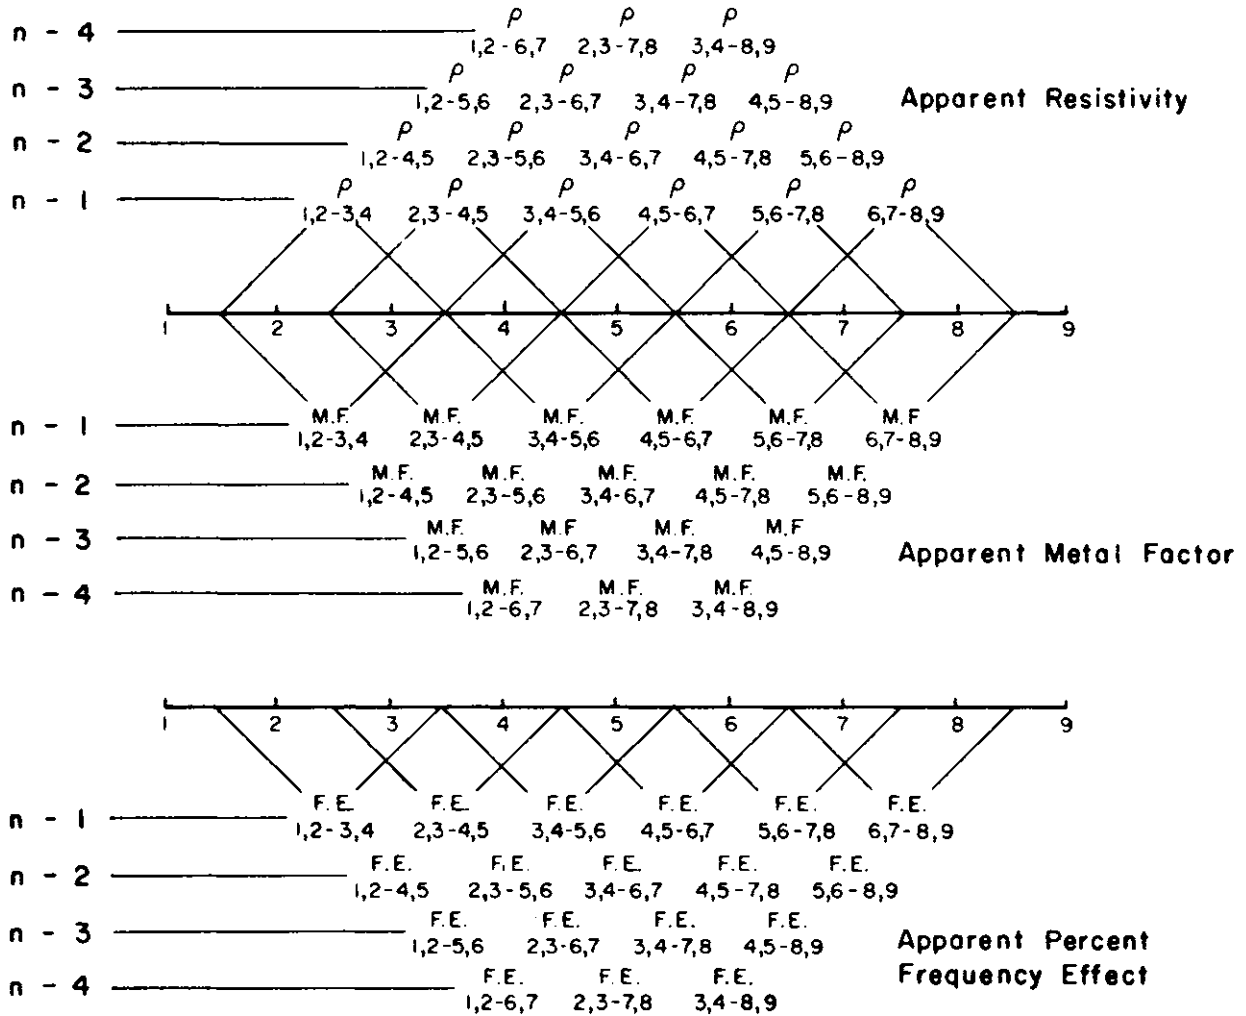 n - 4 ρ ρ ρ
1,2-6,7 2,3-7,8 3,4-8,9
n - 3 ρ ρ ρ ρ
1,2-5,6 2,3-6,7 3,4-7,8 4,5-8,9
Apparent Resistivity
n - 2 ρ ρ ρ ρ ρ
1,2-4,5 2,3-5,6 3,4-6,7 4,5-7,8 5,6-8,9
n - 1 ρ ρ ρ ρ ρ ρ
1,2-3,4 2,3-4,5 3,4-5,6 4,5-6,7 5,6-7,8 6,7-8,9
1 2 3 4 5 6 7 8 9
n - 1 M.F. M.F. M.F. M.F. M.F. M.F
1,2-3,4 2,3-4,5 3,4-5,6 4,5-6,7 5,6-7,8 6,7-8,9
n - 2 M.F. M.F. M.F. M.F. M.F.
1,2-4,5 2,3-5,6 3,4-6,7 4,5-7,8 5,6-8,9
n - 3 M.F. M.F M.F. M.F
1,2-5,6 2,3-6,7 3,4-7,8 4,5-8,9
Apparent Metal Factor
n - 4 M.F. M.F. M.F.
1,2-6,7 2,3-7,8 3,4-8,9
1 2 3 4 5 6 7 8 9
n - 1 F.E. F.E. F.E. F.E. F.E. F.E.
1,2-3,4 2,3-4,5 3,4-5,6 4,5-6,7 5,6-7,8 6,7-8,9
n - 2 F.E. F.E. F.E. F.E. F.E.
1,2-4,5 2,3-5,6 3,4-6,7 4,5-7,8 5,6-8,9
n - 3 F.E. F.E. F.E. F.E.
1,2-5,6 2,3-6,7 3,4-7,8 4,5-8,9
Apparent Percent
Frequency Effect
n - 4 F.E. F.E. F.E.
1,2-6,7 2,3-7,8 3,4-8,9